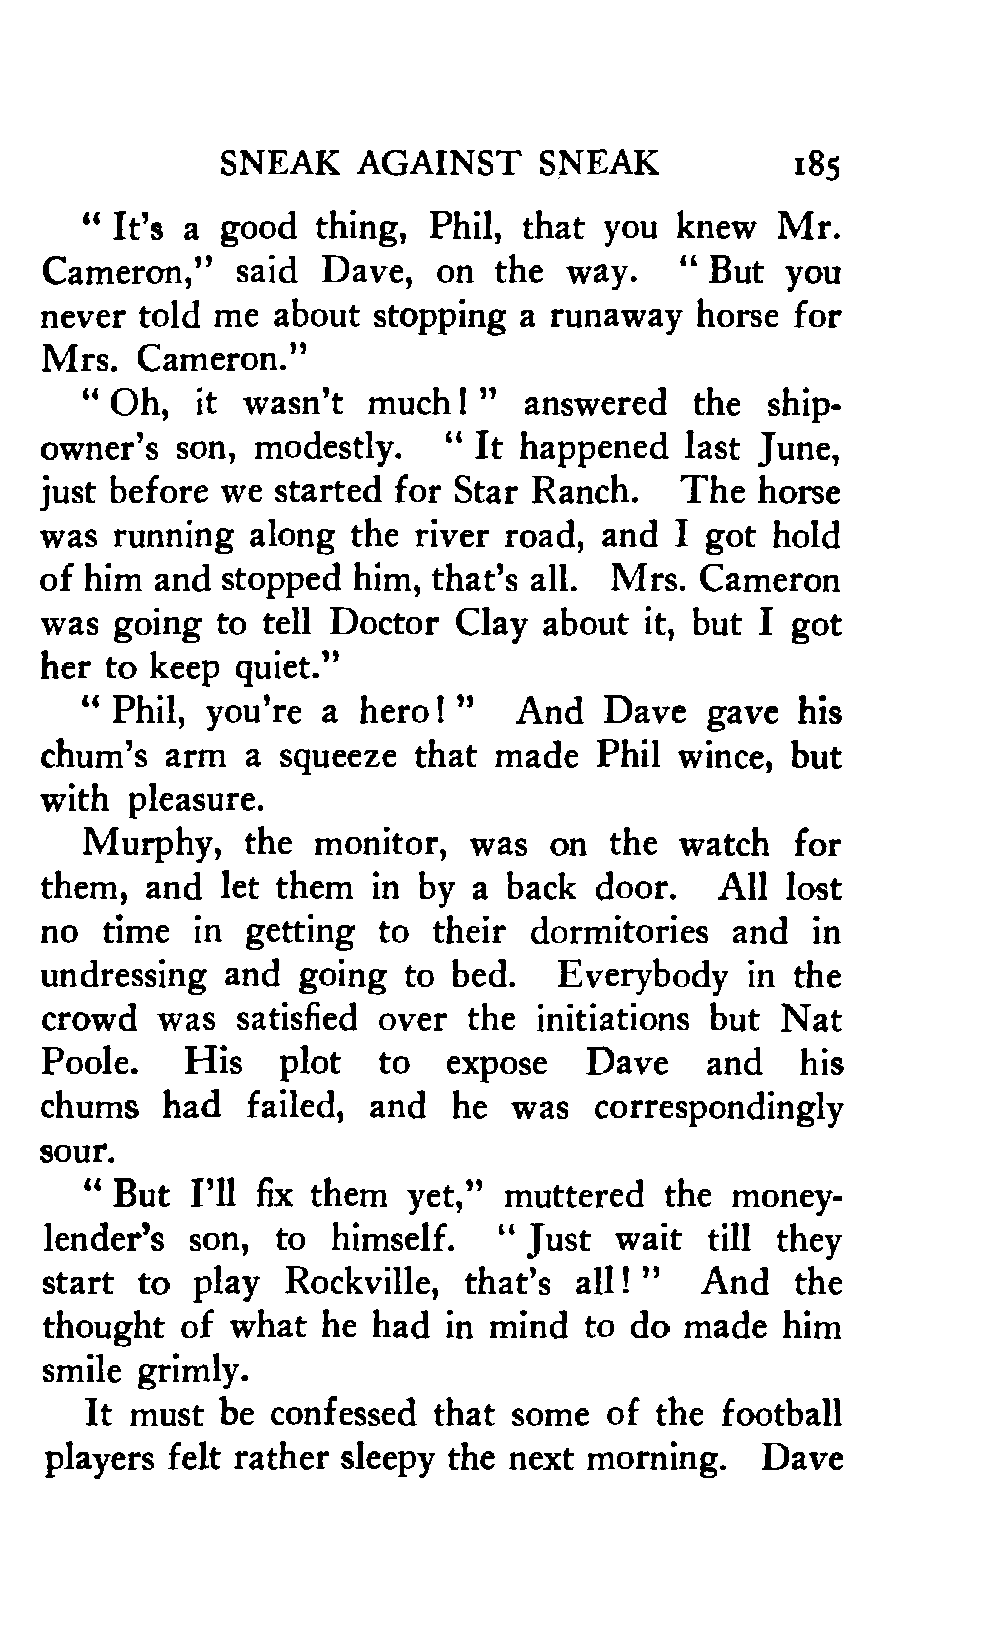 SNEAK AGAINST SNEAK 185
" It's a good thing, Phil, that you knew Mr.
Cameron," said Dave, on the way. " But you
never told me about stopping a runaway horse for
Mrs. Cameron."
" Oh, it wasn't much! " answered the ship-
owner's son, modestly. " It happened last June,
just before we started for Star Ranch. The horse
was running along the river road, and I got hold
of him and stopped him, that's all. Mrs. Cameron
was going to tell Doctor Clay about it, but I got
her to keep quiet."
" Phil, you're a hero! " And Dave gave his
chum's arm a squeeze that made Phil wince, but
with pleasure.
Murphy, the monitor, was on the watch for
them, and let them in by a back door. All lost
no time in getting to their dormitories and in
undressing and going to bed. Everybody in the
crowd was satisfied over the initiations but Nat
Poole. His plot to expose Dave and his
chums had failed, and he was correspondingly
sour.
" But I'll fix them yet," muttered the money-
lender's son, to himself. " Just wait till they
start to play Rockville, that's all! " And the
thought of what he had in mind to do made him
smile grimly.
It must be confessed that some of the football
players felt rather sleepy the next morning. Dave